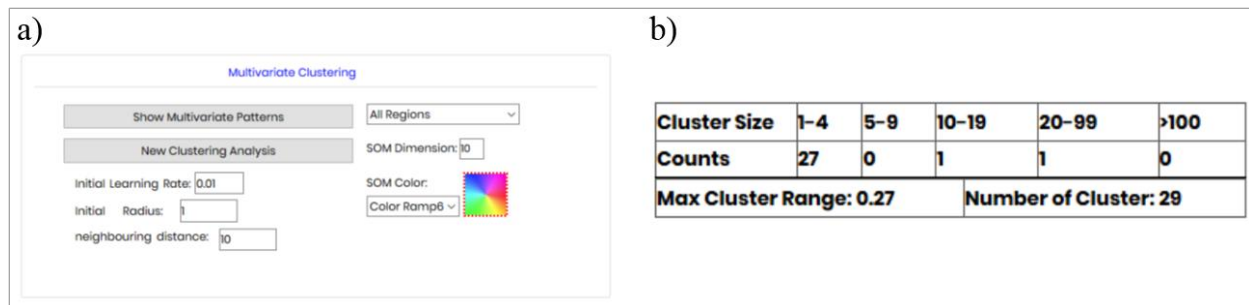 a)
Multivariate Clustering
Show Multivariate Patterns
All Regions
New Clustering Analysis
SOM Dimension: 10
Initial Learning Rate: 0.01
SOM Color:
Initial Radius: 1
Color Ramp6
neighbouring distance: 10
b)
Cluster Size 1-4 5-9 10-19 20-99 >100
Counts 27 0 1 1 0
Max Cluster Range: 0.27 Number of Cluster: 29